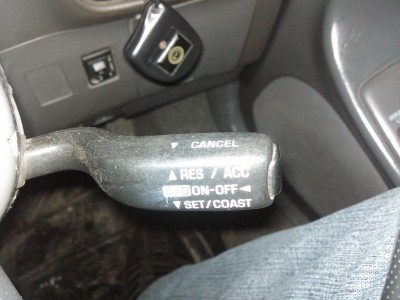 ▼ CANCEL
▲ RES / ACC
ON-OFF ◄
▼ SET/COAST